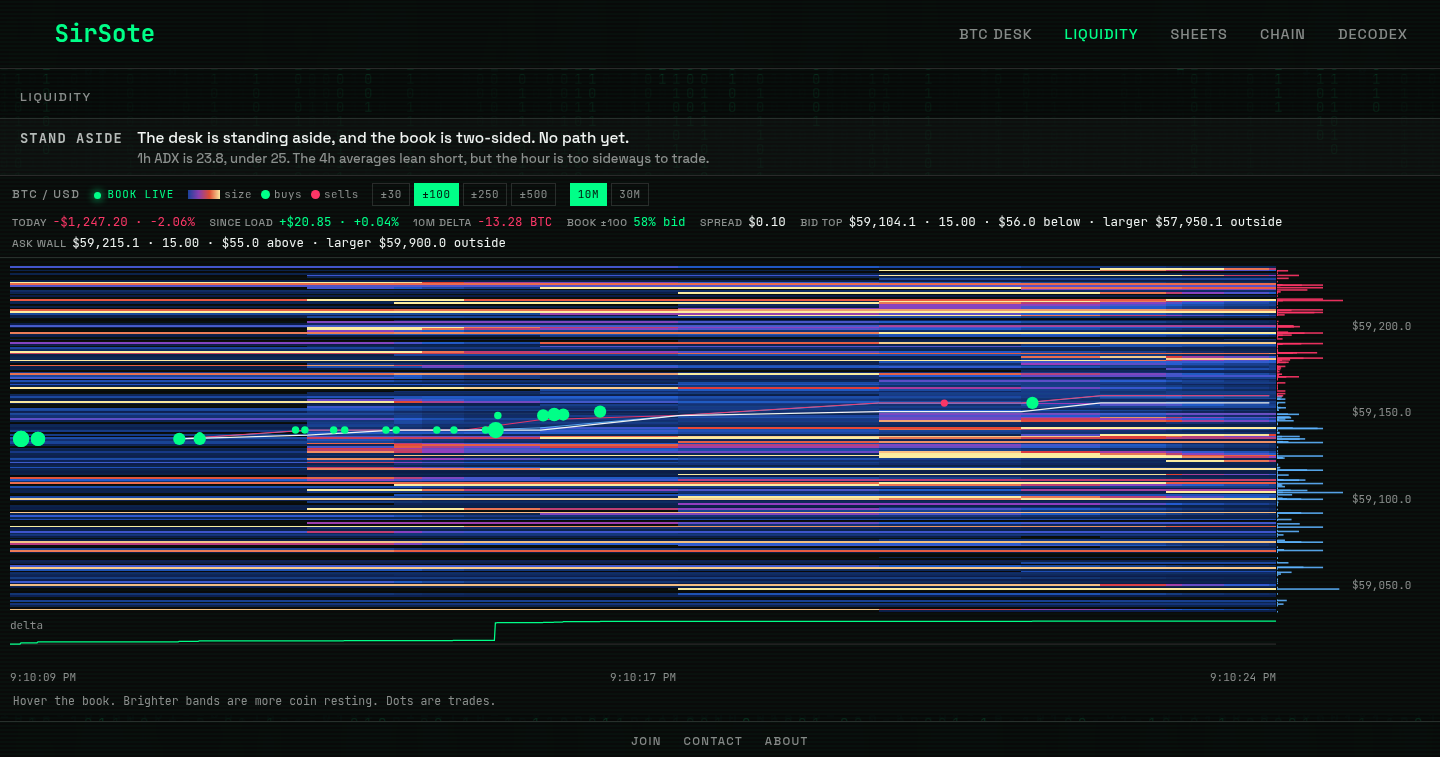 SirSote
BTC DESK LIQUIDITY SHEETS CHAIN DECODEX
LIQUIDITY
STAND ASIDE The desk is standing aside, and the book is two-sided. No path yet.
1h ADX is 23.8, under 25. The 4h averages lean short, but the hour is too sideways to trade.
BTC / USD BOOK LIVE size buys sells ±30 ±100 ±250 ±500 10M 30M
TODAY -$1,247.20 · -2.06% SINCE LOAD +$20.85 · +0.04% 10M DELTA -13.28 BTC BOOK ±100 58% bid SPREAD $0.10 BID TOP $59,104.1 · 15.00 · $56.0 below · larger $57,950.1 outside
ASK WALL $59,215.1 · 15.00 · $55.0 above · larger $59,900.0 outside
$59,200.0
$59,150.0
$59,100.0
$59,050.0
delta
9:10:09 PM 9:10:17 PM 9:10:24 PM
Hover the book. Brighter bands are more coin resting. Dots are trades.
JOIN CONTACT ABOUT